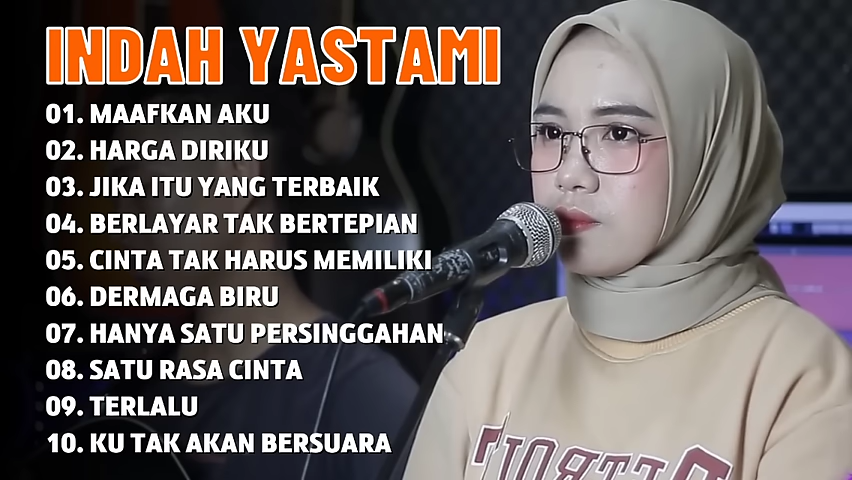 INDAH YASTAMI
01. MAAFKAN AKU
02. HARGA DIRIKU
03. JIKA ITU YANG TERBAIK
04. BERLAYAR TAK BERTEPIAN
05. CINTA TAK HARUS MEMILIKI
06. DERMAGA BIRU
07. HANYA SATU PERSINGGAHAN
08. SATU RASA CINTA
09. TERLALU
10. KU TAK AKAN BERSUARA
DETROIT